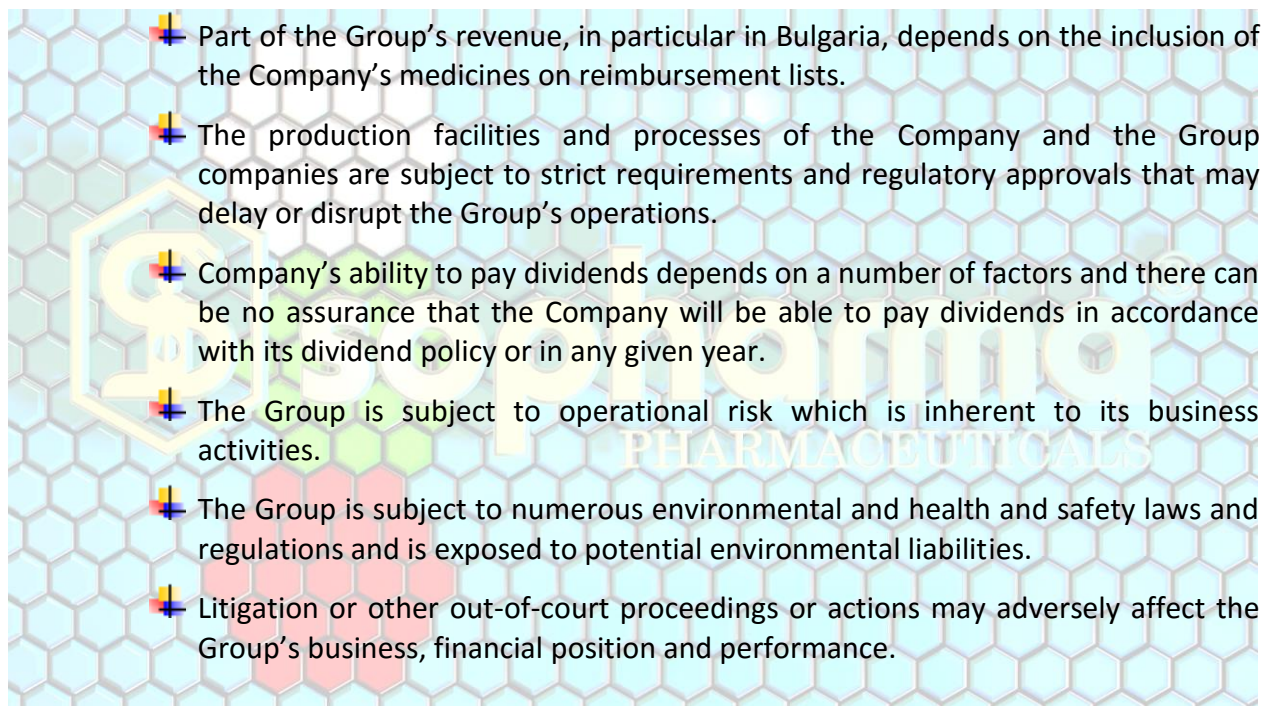 Part of the Group’s revenue, in particular in Bulgaria, depends on the inclusion of
the Company’s medicines on reimbursement lists.
The production facilities and processes of the Company and the Group
companies are subject to strict requirements and regulatory approvals that may
delay or disrupt the Group’s operations.
Company’s ability to pay dividends depends on a number of factors and there can
be no assurance that the Company will be able to pay dividends in accordance
with its dividend policy or in any given year.
The Group is subject to operational risk which is inherent to its business
activities.
The Group is subject to numerous environmental and health and safety laws and
regulations and is exposed to potential environmental liabilities.
Litigation or other out-of-court proceedings or actions may adversely affect the
Group’s business, financial position and performance.
sopharma ®
PHARMACEUTICALS